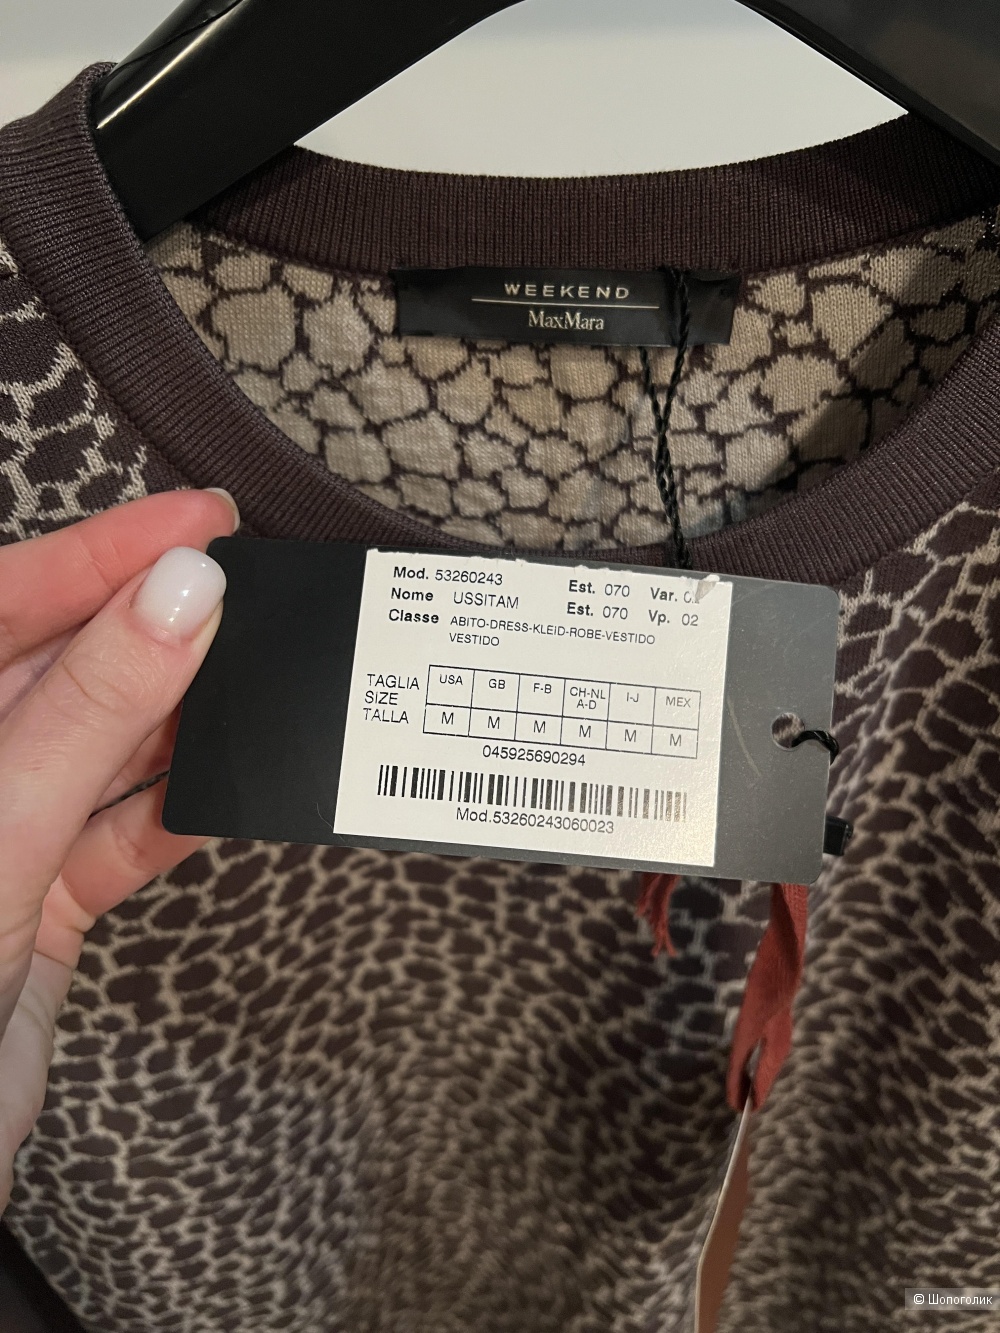 WEEKEND
MaxMara
Mod. 53260243 Est. 070 Var.
Nome USSITAM Est. 070 Vp. 02
Classe ABITO-DRESS-KLEID-ROBE-VESTIDO
VESTIDO
TAGLIA USA GB F-B CH-NL I-J MEX
SIZE A-D
TALLA M M M M M M
045925690294
Mod.53260243060023
© Шопоголик